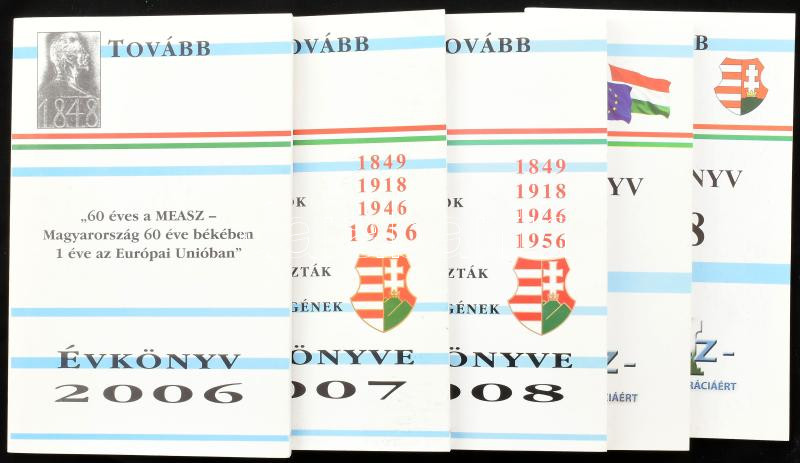 TOVÁBB
1848
„60 éves a MEASZ –
Magyarország 60 éve békében
1 éve az Európai Unióban”
ÉVKÖNYV
2006
OVÁBB
1849
1918
OK
1946
1956
ZTÁK
GÉNEK
ÖNYVE
007
OVÁBB
1849
1918
OK
1946
1956
ZTÁK
GÉNEK
ÖNYVE
008
YV
ÁCIÁÉRT
B
NYV
8
Z-
RÁCIÁÉRT